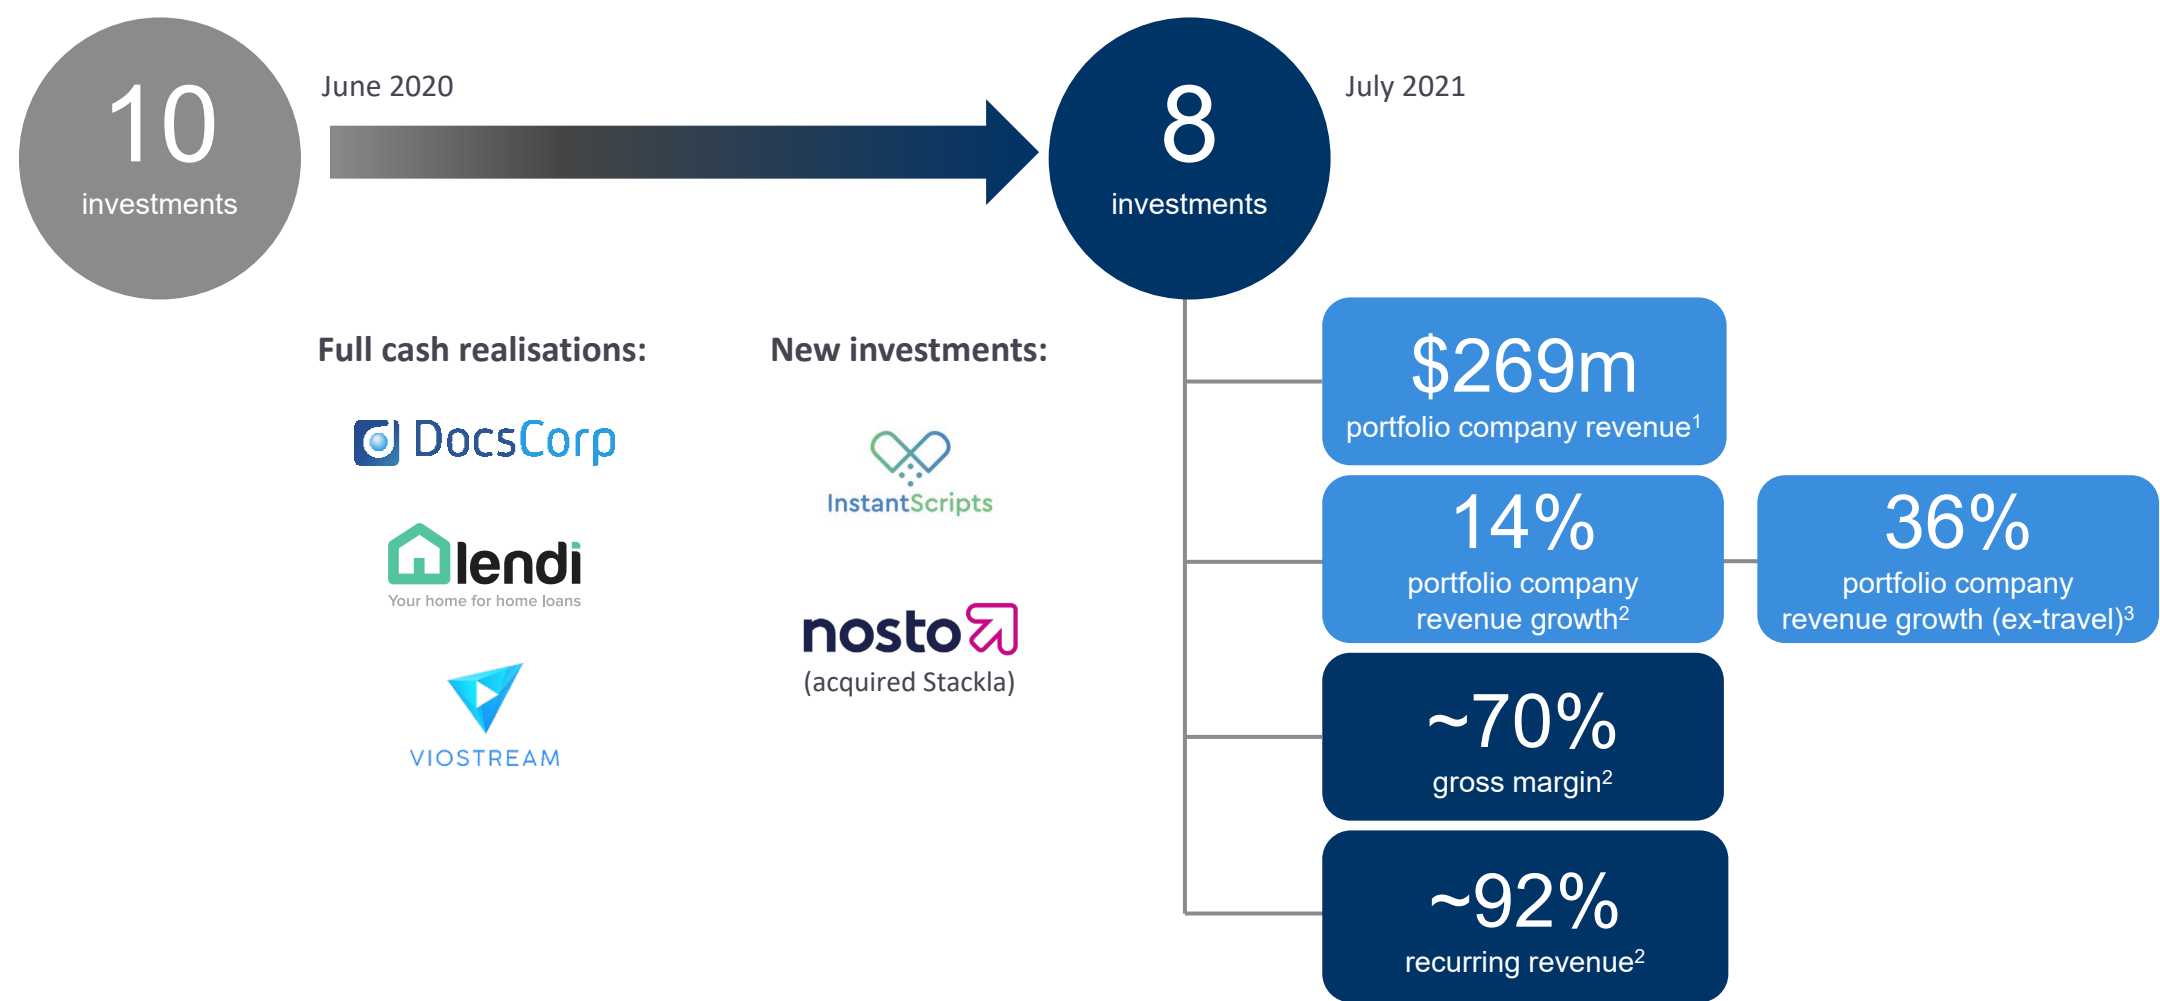 10
investments
June 2020
8
investments
July 2021
Full cash realisations:
DocsCorp
lendi
Your home for home loans
VIOSTREAM
New investments:
InstantScripts
nosto
(acquired Stackla)
$269m
portfolio company revenue¹
14%
portfolio company
revenue growth²
36%
portfolio company
revenue growth (ex-travel)³
~70%
gross margin²
~92%
recurring revenue²